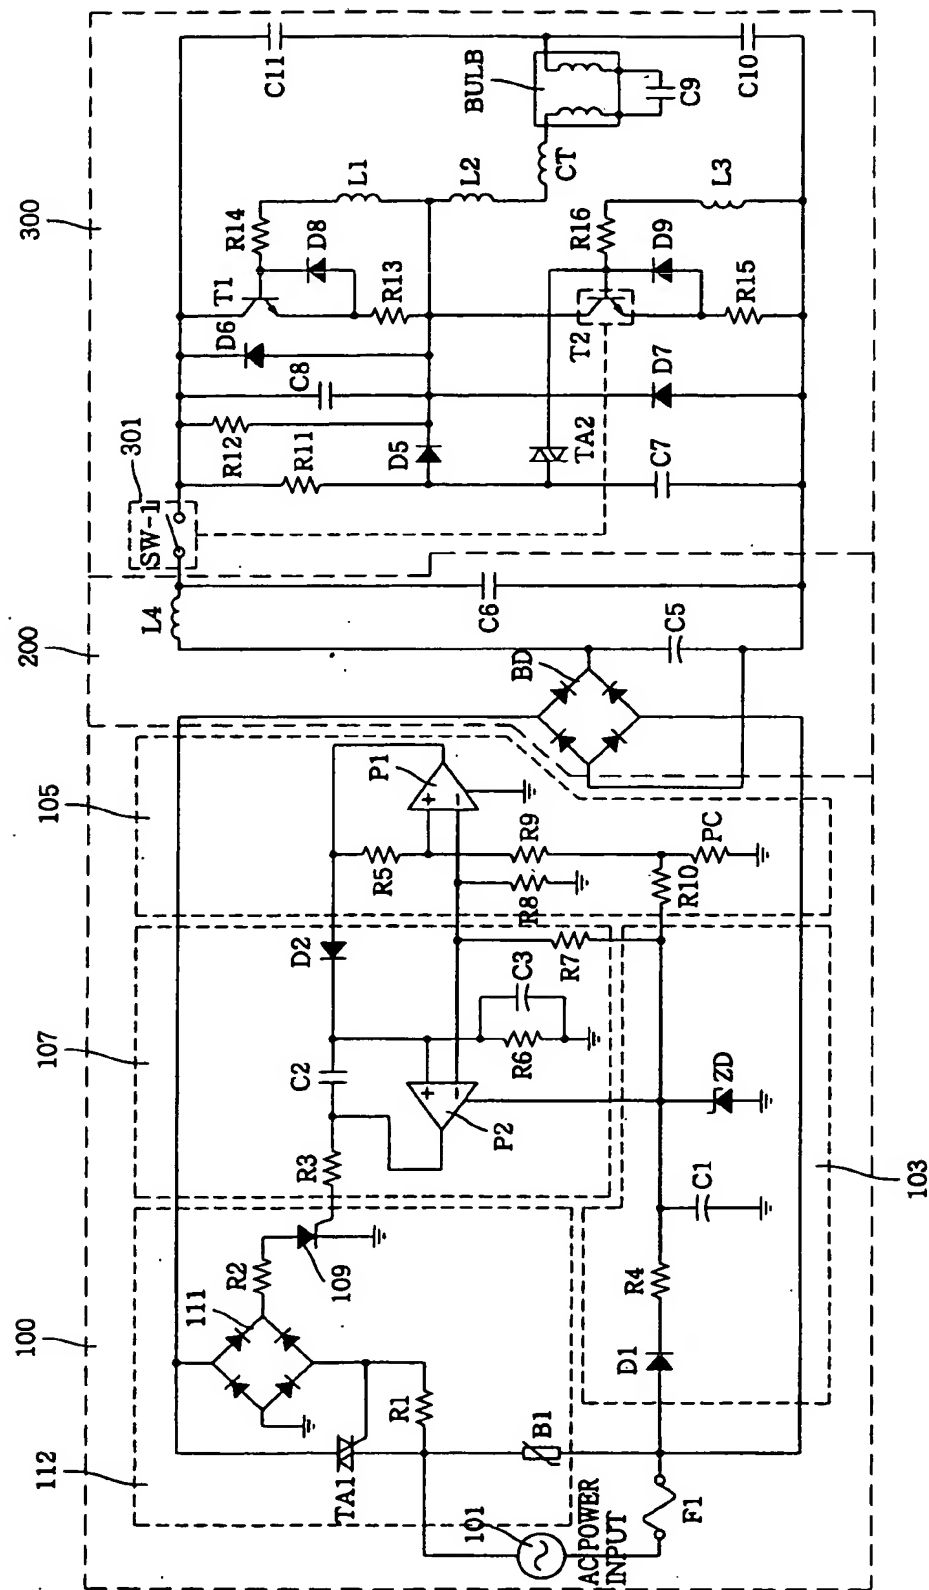 300
C11
BULB
C9
C10
CT
L1
L2
L3
R14
D8
T1
R13
R16
D9
T2
R15
D6
C8
R12
R11
D5
TA2
D7
C7
301
SW-1
L4
200
C6
C5
BD
105
P1
R5
R9
R8
PC
R10
107
D2
C2
C3
R6
R7
P2
ZD
R3
C1
103
R2
109
111
R4
100
D1
R1
B1
112
TA1
101
AC POWER
INPUT
F1
+
−
+
−